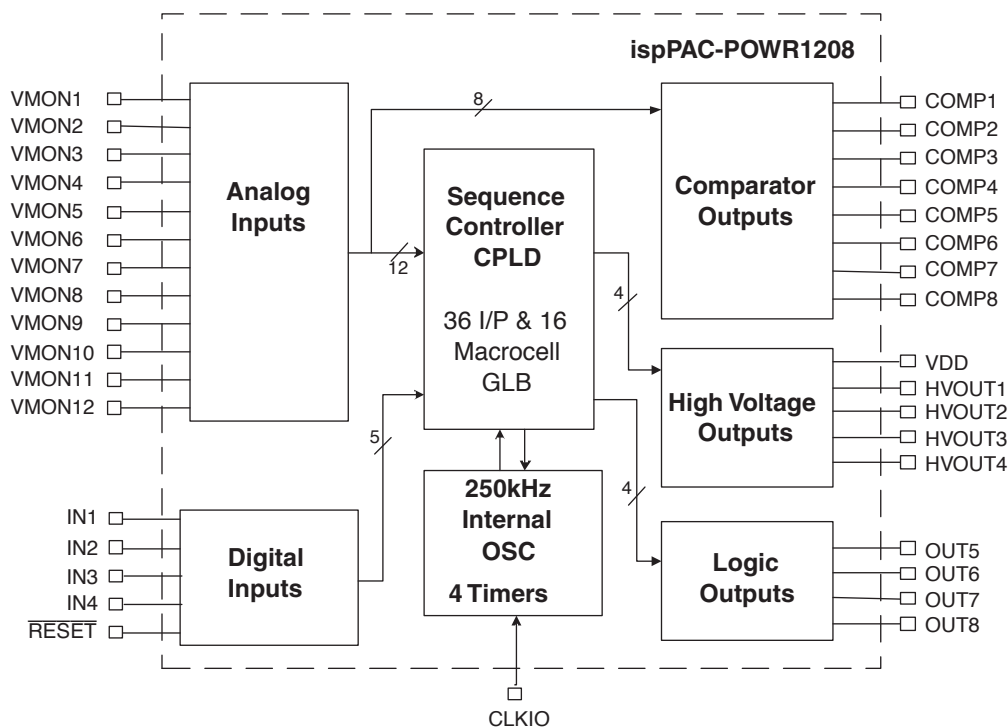 ispPAC-POWR1208
VMON1
VMON2
VMON3
VMON4
VMON5
VMON6
VMON7
VMON8
VMON9
VMON10
VMON11
VMON12
Analog
Inputs
8
12
Sequence
Controller
CPLD
36 I/P & 16
Macrocell
GLB
Comparator
Outputs
COMP1
COMP2
COMP3
COMP4
COMP5
COMP6
COMP7
COMP8
4
High Voltage
Outputs
VDD
HVOUT1
HVOUT2
HVOUT3
HVOUT4
5
IN1
IN2
IN3
IN4
RESET
Digital
Inputs
250kHz
Internal
OSC
4 Timers
4
Logic
Outputs
OUT5
OUT6
OUT7
OUT8
CLKIO